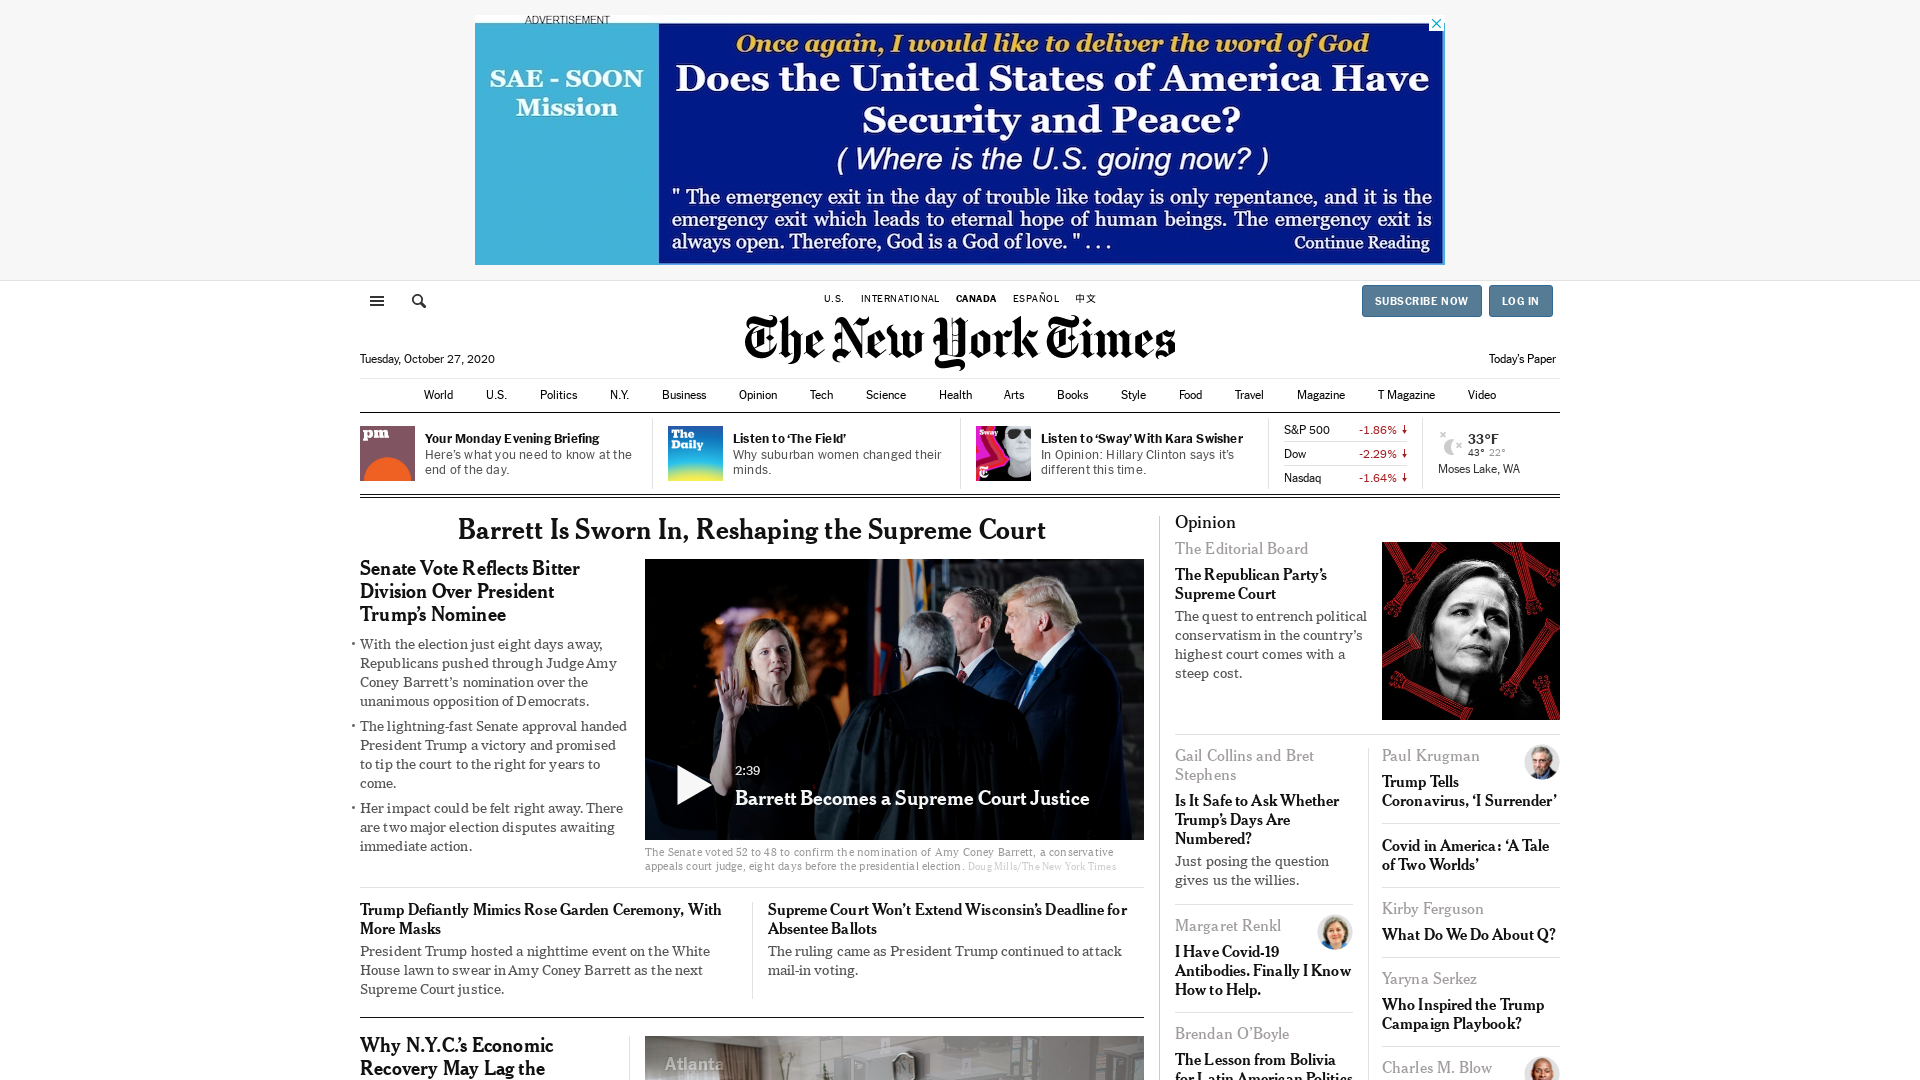 ADVERTISEMENT
SAE - SOON
Mission
Once again, I would like to deliver the word of God
Does the United States of America Have
Security and Peace?
( Where is the U.S. going now? )
" The emergency exit in the day of trouble like today is only repentance, and it is the
emergency exit which leads to eternal hope of human beings. The emergency exit is
always open. Therefore, God is a God of love. " . . .
Continue Reading
U.S. INTERNATIONAL CANADA ESPAÑOL 中文
SUBSCRIBE NOW LOG IN
The New York Times
Tuesday, October 27, 2020
Today's Paper
World U.S. Politics N.Y. Business Opinion Tech Science Health Arts Books Style Food Travel Magazine T Magazine Video
pm
Your Monday Evening Briefing
Here's what you need to know at the
end of the day.
The
Daily
Listen to ‘The Field’
Why suburban women changed their
minds.
Sway
Listen to ‘Sway’ With Kara Swisher
In Opinion: Hillary Clinton says it's
different this time.
S&P 500 -1.86%
Dow -2.29%
Nasdaq -1.64%
33°F
43° 22°
Moses Lake, WA
Barrett Is Sworn In, Reshaping the Supreme Court
Senate Vote Reflects Bitter
Division Over President
Trump’s Nominee
• With the election just eight days away,
Republicans pushed through Judge Amy
Coney Barrett’s nomination over the
unanimous opposition of Democrats.
• The lightning-fast Senate approval handed
President Trump a victory and promised
to tip the court to the right for years to
come.
• Her impact could be felt right away. There
are two major election disputes awaiting
immediate action.
2:39
Barrett Becomes a Supreme Court Justice
The Senate voted 52 to 48 to confirm the nomination of Amy Coney Barrett, a conservative
appeals court judge, eight days before the presidential election. Doug Mills/The New York Times
Trump Defiantly Mimics Rose Garden Ceremony, With
More Masks
President Trump hosted a nighttime event on the White
House lawn to swear in Amy Coney Barrett as the next
Supreme Court justice.
Supreme Court Won’t Extend Wisconsin’s Deadline for
Absentee Ballots
The ruling came as President Trump continued to attack
mail-in voting.
Why N.Y.C.’s Economic
Recovery May Lag the
Atlanta
Opinion
The Editorial Board
The Republican Party’s
Supreme Court
The quest to entrench political
conservatism in the country’s
highest court comes with a
steep cost.
Gail Collins and Bret
Stephens
Is It Safe to Ask Whether
Trump’s Days Are
Numbered?
Just posing the question
gives us the willies.
Margaret Renkl
I Have Covid-19
Antibodies. Finally I Know
How to Help.
Brendan O’Boyle
The Lesson from Bolivia
for Latin American Politics
Paul Krugman
Trump Tells
Coronavirus, ‘I Surrender’
Covid in America: ‘A Tale
of Two Worlds’
Kirby Ferguson
What Do We Do About Q?
Yaryna Serkez
Who Inspired the Trump
Campaign Playbook?
Charles M. Blow